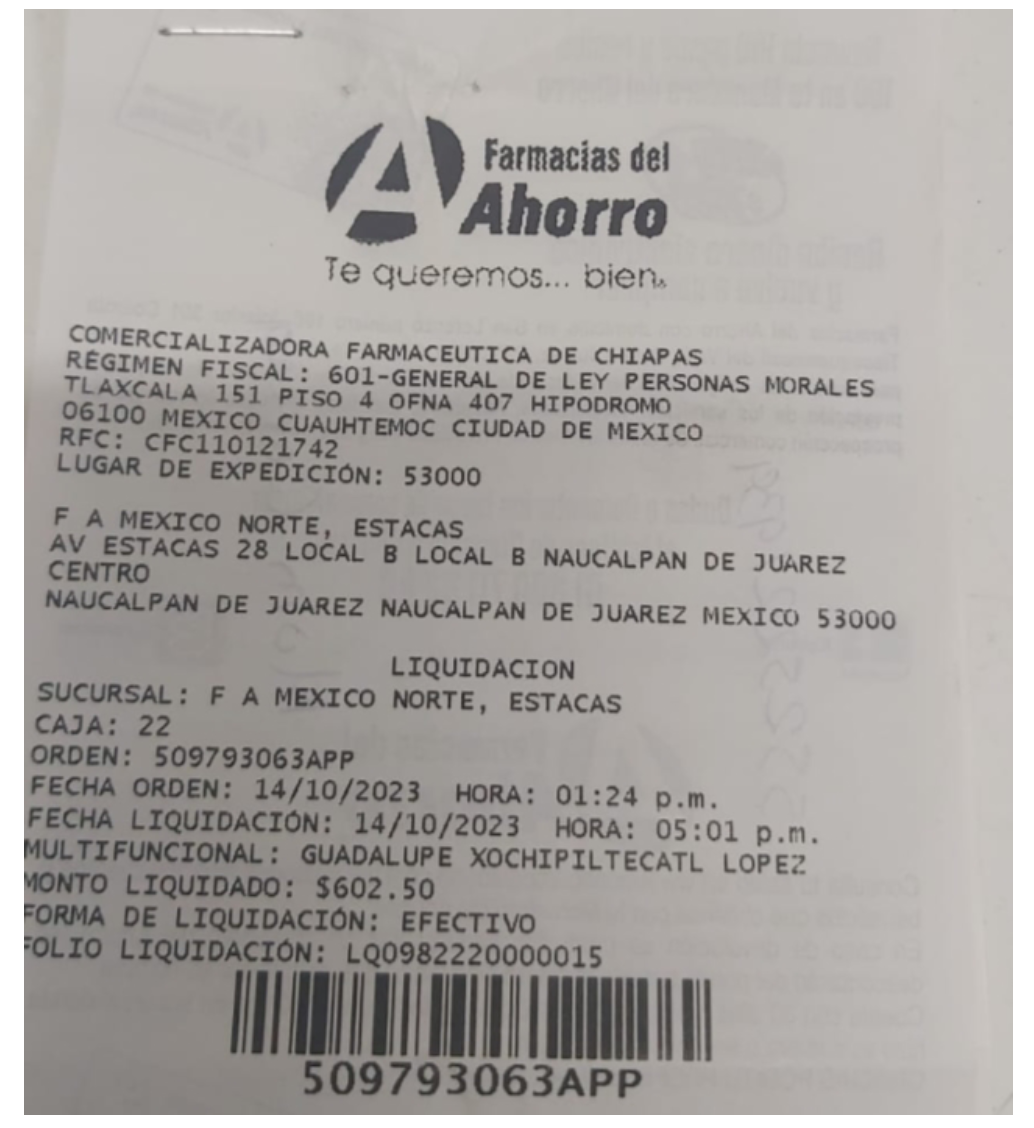 Farmacias del
Ahorro
Te queremos... bien.
COMERCIALIZADORA FARMACEUTICA DE CHIAPAS
RÉGIMEN FISCAL: 601-GENERAL DE LEY PERSONAS MORALES
TLAXCALA 151 PISO 4 OFNA 407 HIPODROMO
06100 MEXICO CUAUHTEMOC CIUDAD DE MEXICO
RFC: CFC110121742
LUGAR DE EXPEDICIÓN: 53000
F A MEXICO NORTE, ESTACAS
AV ESTACAS 28 LOCAL B LOCAL B NAUCALPAN DE JUAREZ
CENTRO
NAUCALPAN DE JUAREZ NAUCALPAN DE JUAREZ MEXICO 53000
LIQUIDACION
SUCURSAL: F A MEXICO NORTE, ESTACAS
CAJA: 22
ORDEN: 509793063APP
FECHA ORDEN: 14/10/2023 HORA: 01:24 p.m.
FECHA LIQUIDACIÓN: 14/10/2023 HORA: 05:01 p.m.
MULTIFUNCIONAL: GUADALUPE XOCHIPILTECATL LOPEZ
MONTO LIQUIDADO: $602.50
FORMA DE LIQUIDACIÓN: EFECTIVO
FOLIO LIQUIDACIÓN: LQ0982220000015
509793063APP